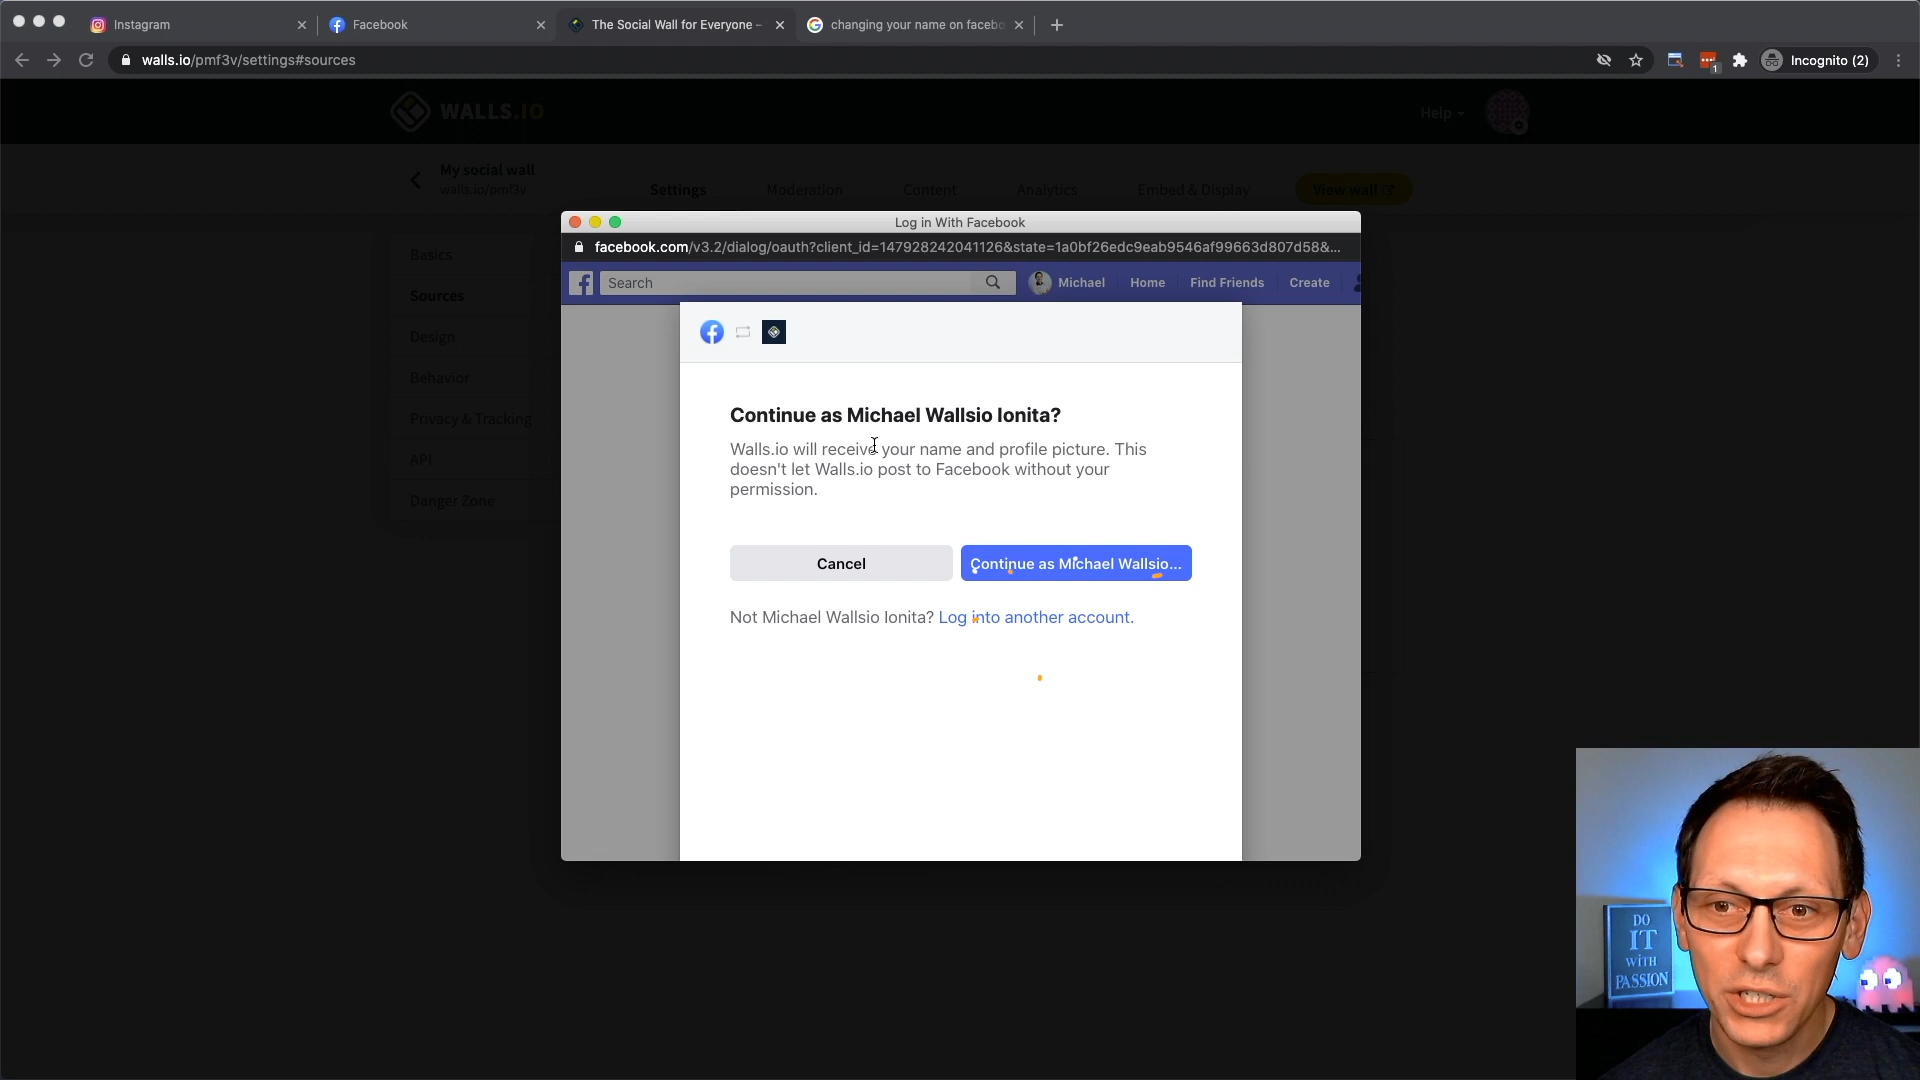 Instagram
Facebook
The Social Wall for Everyone –
changing your name on facebo
walls.io/pmf3v/settings#sources
1
Incognito (2)
WALLS.IO
Help
My social wall
walls.io/pmf3v
Settings
Moderation
Content
Analytics
Embed & Display
View wall
Basics
Sources
Design
Behavior
Privacy & Tracking
API
Danger Zone
Log in With Facebook
facebook.com/v3.2/dialog/oauth?client_id=147928242041126&state=1a0bf26edc9eab9546af99663d807d58&...
Search
Michael
Home
Find Friends
Create
Continue as Michael Wallsio Ionita?
Walls.io will receive your name and profile picture. This
doesn't let Walls.io post to Facebook without your
permission.
Cancel
Continue as Michael Wallsio...
Not Michael Wallsio Ionita? Log into another account.
DO
IT
WITH
PASSION